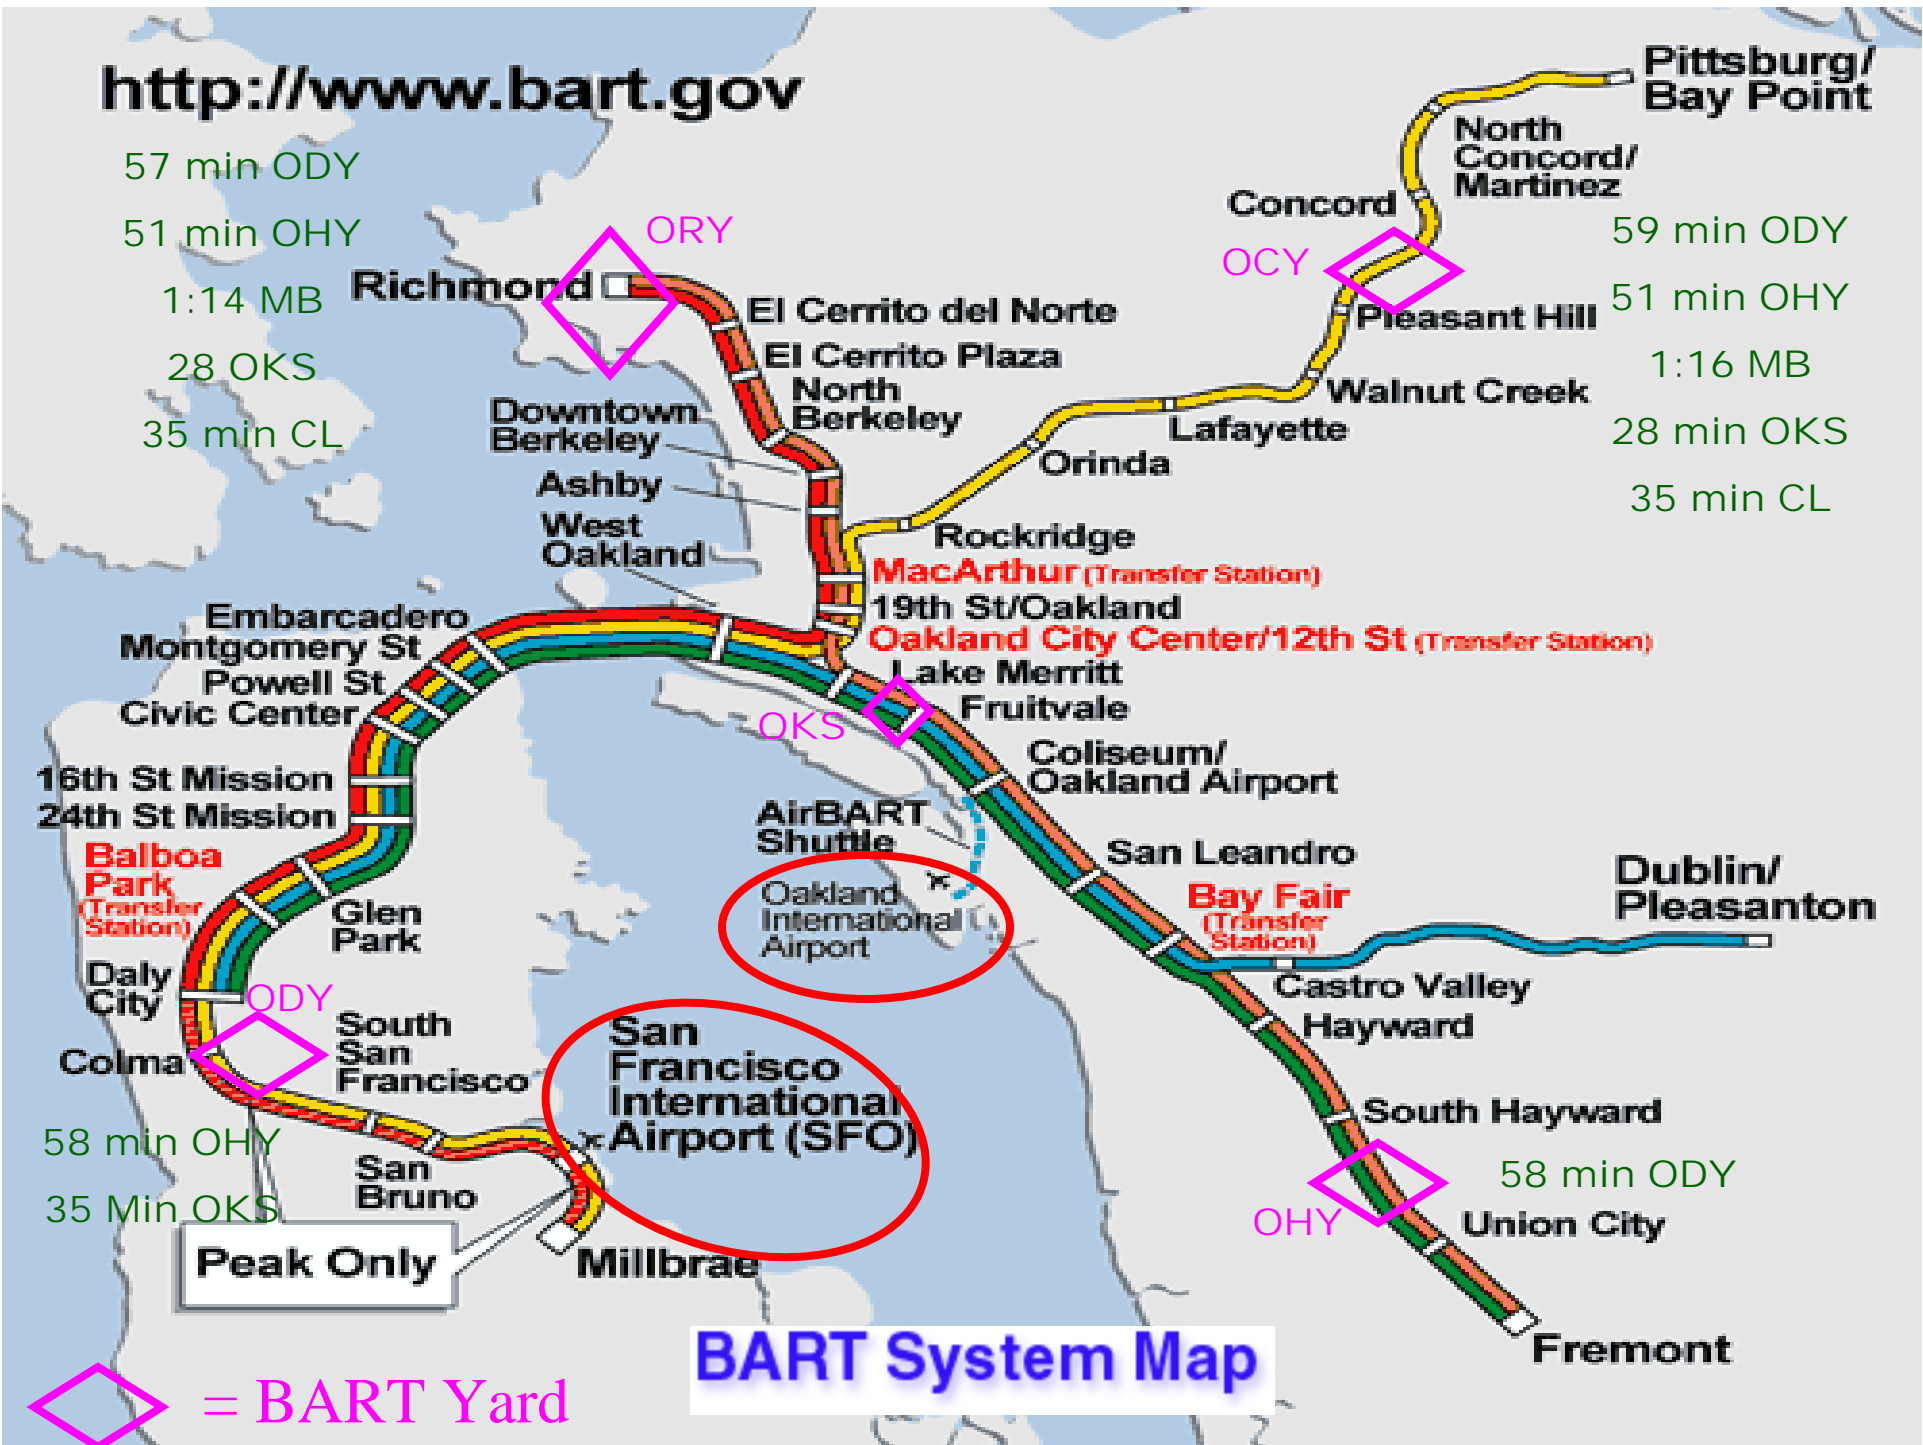 http://www.bart.gov
57 min ODY
51 min OHY
1:14 MB
28 OKS
35 min CL
ORY
Richmond
El Cerrito del Norte
El Cerrito Plaza
North
Berkeley
Downtown
Berkeley
Ashby
West
Oakland
Pittsburg/
Bay Point
North
Concord/
Martinez
Concord
OCY
59 min ODY
51 min OHY
1:16 MB
28 min OKS
35 min CL
Pleasant Hill
Walnut Creek
Lafayette
Orinda
Rockridge
MacArthur (Transfer Station)
19th St/Oakland
Oakland City Center/12th St (Transfer Station)
Lake Merritt
Fruitvale
OKS
Coliseum/
Oakland Airport
Embarcadero
Montgomery St
Powell St
Civic Center
16th St Mission
24th St Mission
Balboa
Park
(Transfer
Station)
Glen
Park
Daly
City
ODY
Colma
South
San
Francisco
58 min OHY
35 Min OKS
San
Bruno
Peak Only
Millbrae
San
Francisco
International
Airport (SFO)
AirBART
Shuttle
Oakland
International
Airport
San Leandro
Bay Fair
(Transfer
Station)
Dublin/
Pleasanton
Castro Valley
Hayward
South Hayward
58 min ODY
OHY
Union City
Fremont
BART System Map
= BART Yard